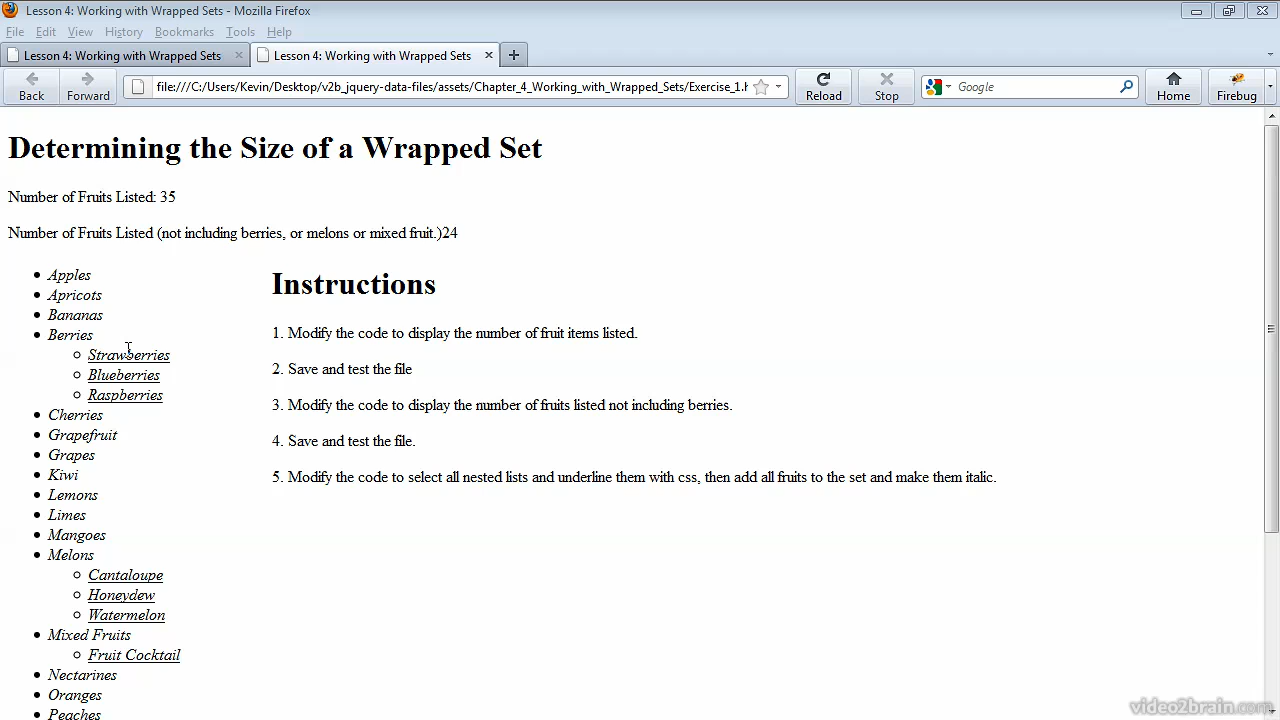 Lesson 4: Working with Wrapped Sets - Mozilla Firefox
File Edit View History Bookmarks Tools Help
Lesson 4: Working with Wrapped Sets
Lesson 4: Working with Wrapped Sets
Back Forward file:///C:/Users/Kevin/Desktop/v2b_jquery-data-files/assets/Chapter_4_Working_with_Wrapped_Sets/Exercise_1.h Reload Stop Google Home Firebug
Determining the Size of a Wrapped Set
Number of Fruits Listed: 35
Number of Fruits Listed (not including berries, or melons or mixed fruit.)24
Apples
Apricots
Bananas
Berries
Strawberries
Blueberries
Raspberries
Cherries
Grapefruit
Grapes
Kiwi
Lemons
Limes
Mangoes
Melons
Cantaloupe
Honeydew
Watermelon
Mixed Fruits
Fruit Cocktail
Nectarines
Oranges
Peaches
Instructions
1. Modify the code to display the number of fruit items listed.
2. Save and test the file
3. Modify the code to display the number of fruits listed not including berries.
4. Save and test the file.
5. Modify the code to select all nested lists and underline them with css, then add all fruits to the set and make them italic.
video2brain.com